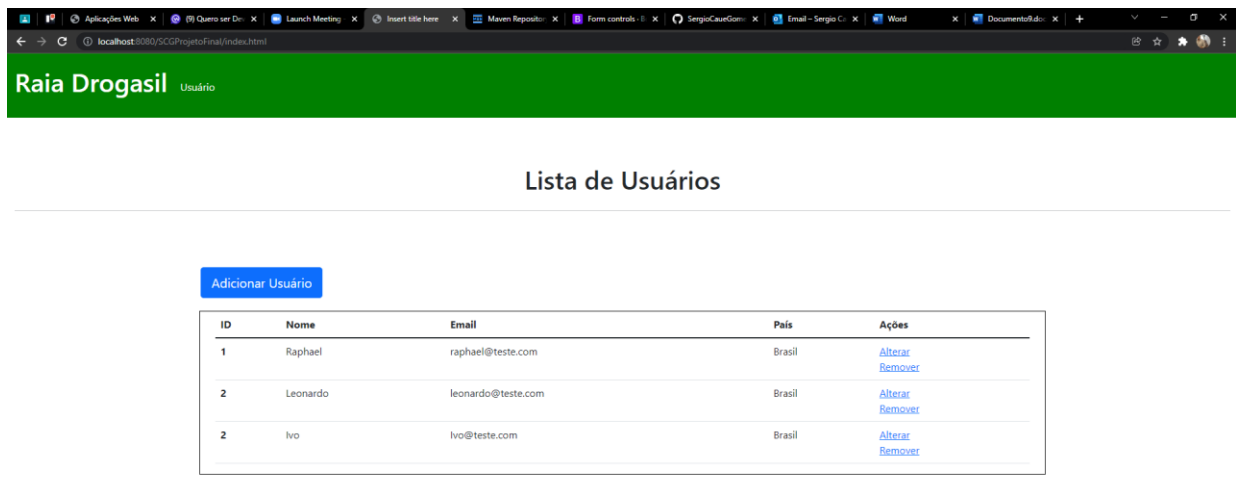 Aplicações Web
(9) Quero ser De
Launch Meeting
Insert title here
Maven Repositor
Form controls · B
SergioCaueGom
Email – Sergio C
Word
Documento9.doc
localhost:8080/SCGProjetoFinal/index.html
Raia Drogasil Usuário
Lista de Usuários
Adicionar Usuário
ID Nome Email País Ações
1 Raphael raphael@teste.com Brasil Alterar
Remover
2 Leonardo leonardo@teste.com Brasil Alterar
Remover
2 Ivo Ivo@teste.com Brasil Alterar
Remover